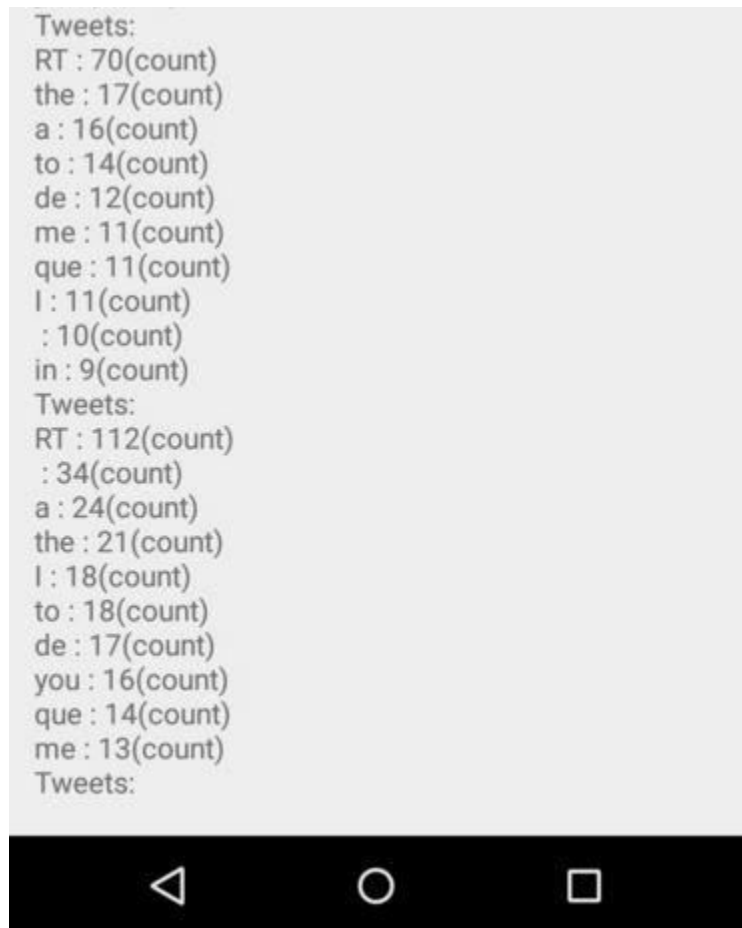 Tweets:
RT : 70(count)
the : 17(count)
a : 16(count)
to : 14(count)
de : 12(count)
me : 11(count)
que : 11(count)
I : 11(count)
 : 10(count)
in : 9(count)
Tweets:
RT : 112(count)
 : 34(count)
a : 24(count)
the : 21(count)
I : 18(count)
to : 18(count)
de : 17(count)
you : 16(count)
que : 14(count)
me : 13(count)
Tweets: